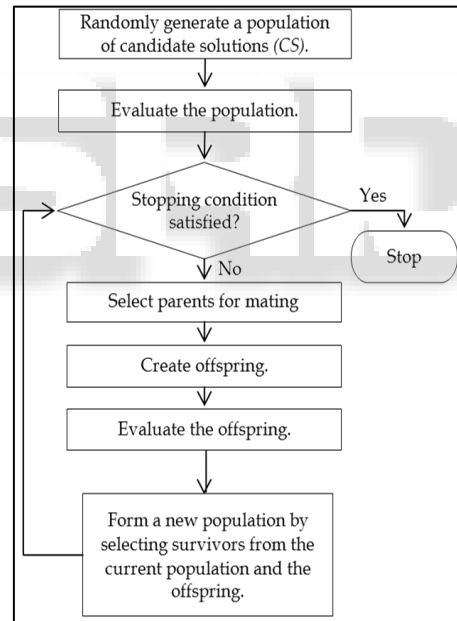 Randomly generate a population
of candidate solutions (CS).
Evaluate the population.
Stopping condition
satisfied?
Yes
Stop
No
Select parents for mating
Create offspring.
Evaluate the offspring.
Form a new population by
selecting survivors from the
current population and the
offspring.